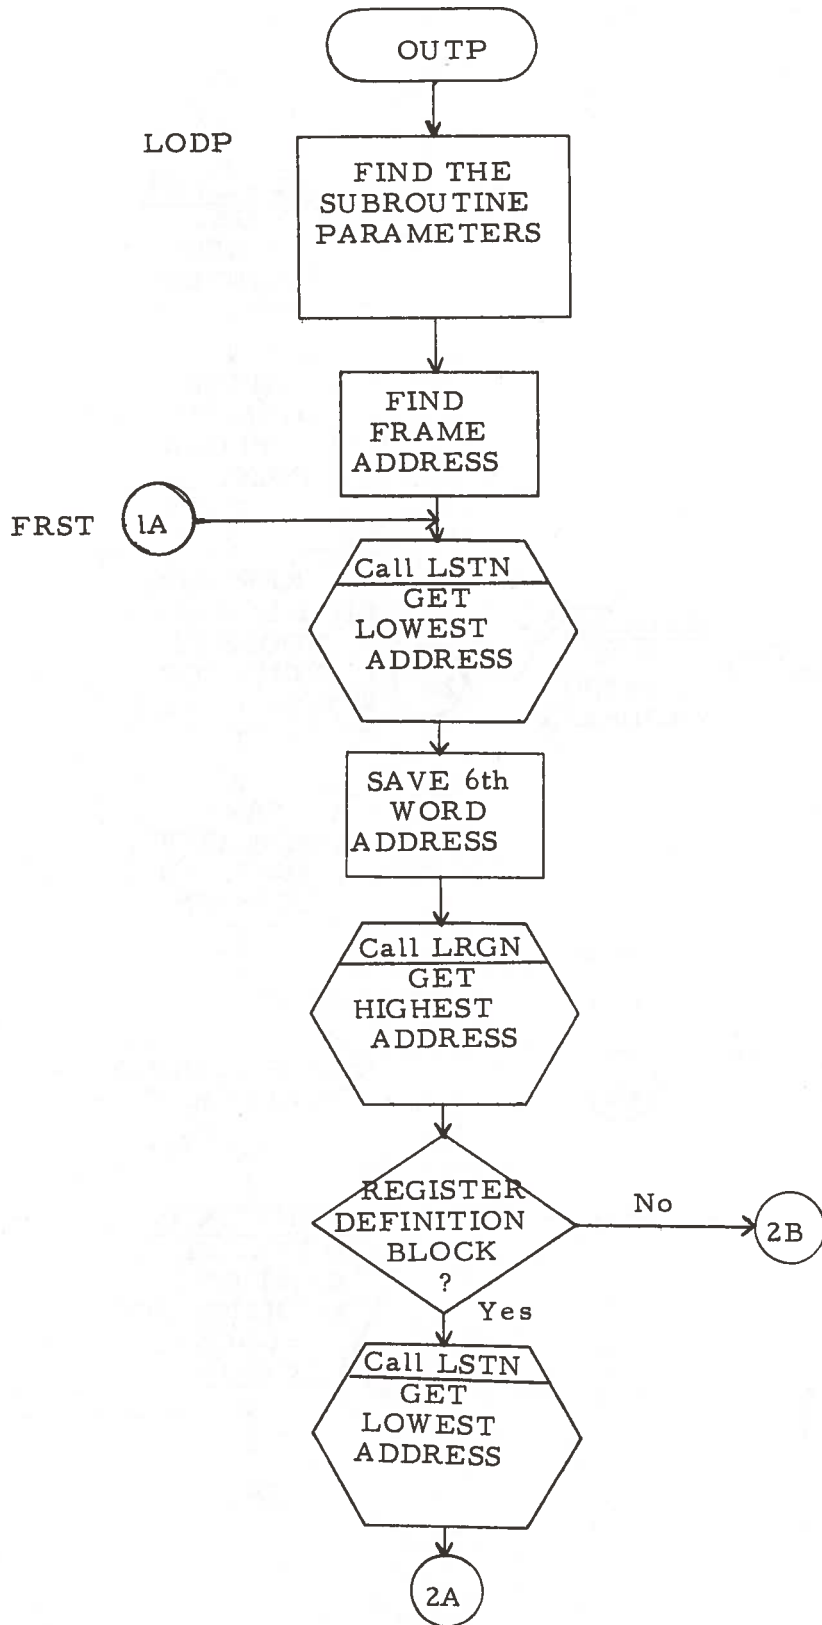 OUTP
LODP
FIND THE
SUBROUTINE
PARAMETERS
FIND
FRAME
ADDRESS
FRST
1A
Call LSTN
GET
LOWEST
ADDRESS
SAVE 6th
WORD
ADDRESS
Call LRGN
GET
HIGHEST
ADDRESS
REGISTER
DEFINITION
BLOCK
?
No
2B
Yes
Call LSTN
GET
LOWEST
ADDRESS
2A